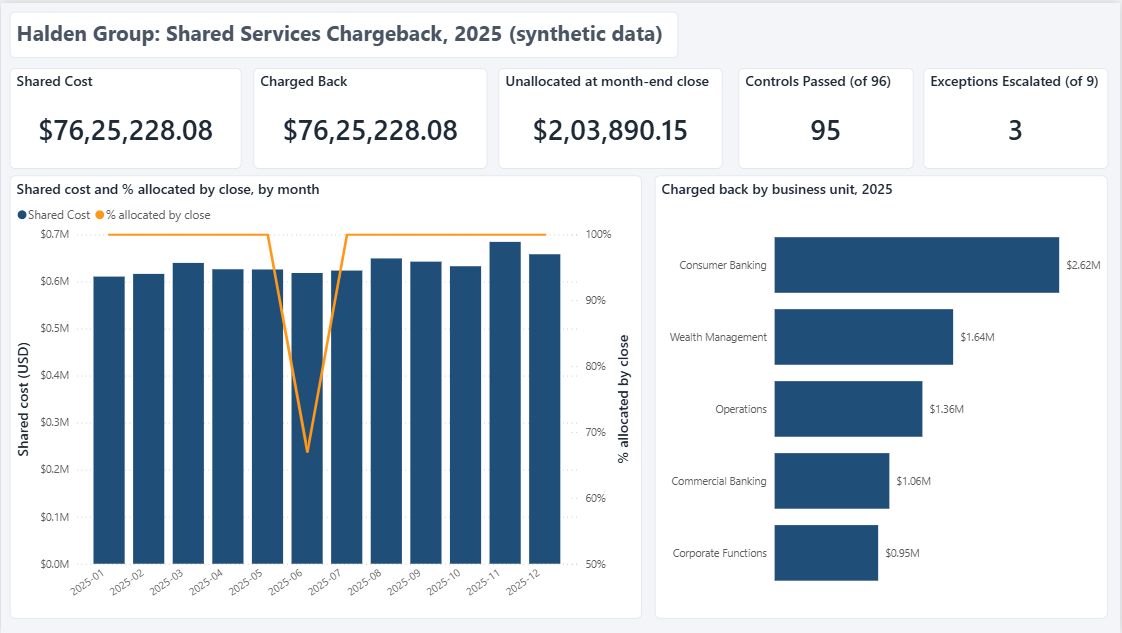 Halden Group: Shared Services Chargeback, 2025 (synthetic data)
Shared Cost
$76,25,228.08
Charged Back
$76,25,228.08
Unallocated at month-end close
$2,03,890.15
Controls Passed (of 96)
95
Exceptions Escalated (of 9)
3
Shared cost and % allocated by close, by month
Shared Cost
% allocated by close
$0.7M
$0.6M
$0.5M
$0.4M
$0.3M
$0.2M
$0.1M
$0.0M
Shared cost (USD)
100%
90%
80%
70%
60%
50%
% allocated by close
2025-01
2025-02
2025-03
2025-04
2025-05
2025-06
2025-07
2025-08
2025-09
2025-10
2025-11
2025-12
Charged back by business unit, 2025
Consumer Banking
$2.62M
Wealth Management
$1.64M
Operations
$1.36M
Commercial Banking
$1.06M
Corporate Functions
$0.95M